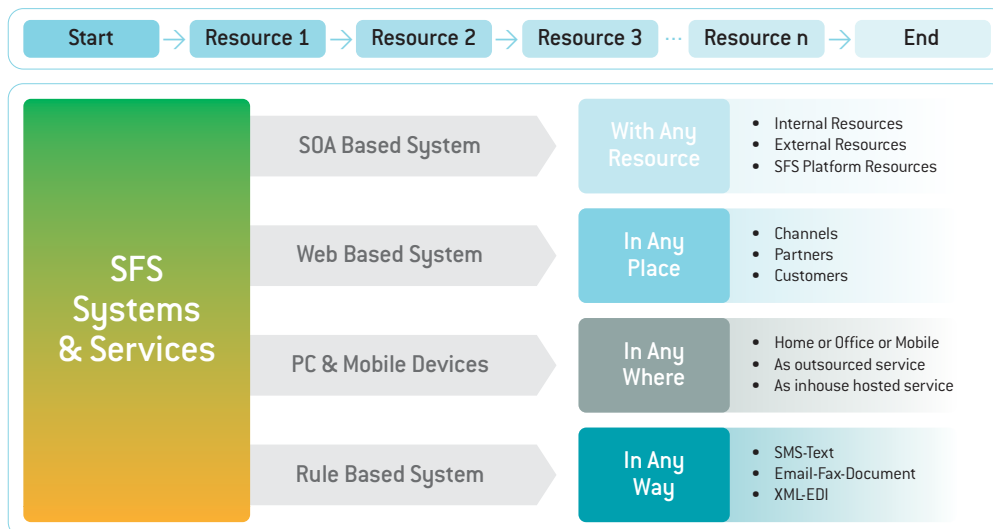 Start
Resource 1
Resource 2
Resource 3
...
Resource n
End
SFS
Systems
& Services
SOA Based System
With Any
Resource
• Internal Resources
• External Resources
• SFS Platform Resources
Web Based System
In Any
Place
• Channels
• Partners
• Customers
PC & Mobile Devices
In Any
Where
• Home or Office or Mobile
• As outsourced service
• As inhouse hosted service
Rule Based System
In Any
Way
• SMS-Text
• Email-Fax-Document
• XML-EDI